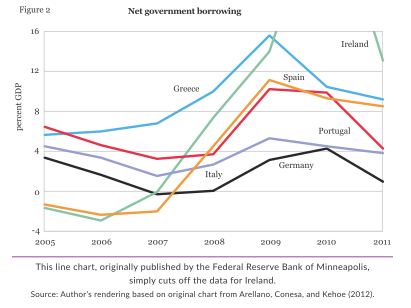 Figure 2
Net government borrowing
percent GDP
16
12
8
4
0
-4
Ireland
Greece
Spain
Portugal
Italy
Germany
2005 2006 2007 2008 2009 2010 2011
This line chart, originally published by the Federal Reserve Bank of Minneapolis,
simply cuts off the data for Ireland.
Source: Author's rendering based on original chart from Arellano, Conesa, and Kehoe (2012).